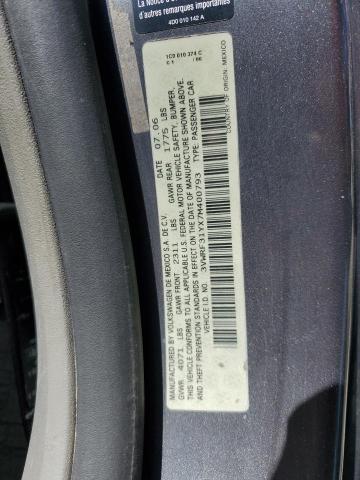 La Notice
d'autres remarques importantes
4D0 010 142 A
1C9 010 374 C
MANUFACTURED BY VOLKSWAGEN DE MEXICO S.A. DE C.V. DATE 07.06
GVWR 4071 LBS GAWR FRONT 2311 LBS GAWR REAR 1775 LBS
THIS VEHICLE CONFORMS TO ALL APPLICABLE U.S. FEDERAL MOTOR VEHICLE SAFETY, BUMPER,
AND THEFT PREVENTION STANDARDS IN EFFECT ON THE DATE OF MANUFACTURE SHOWN ABOVE.
VEHICLE I.D. NO.: 3VWRF31YX7M400793 TYPE: PASSENGER CAR
COUNTRY OF ORIGIN: MEXICO